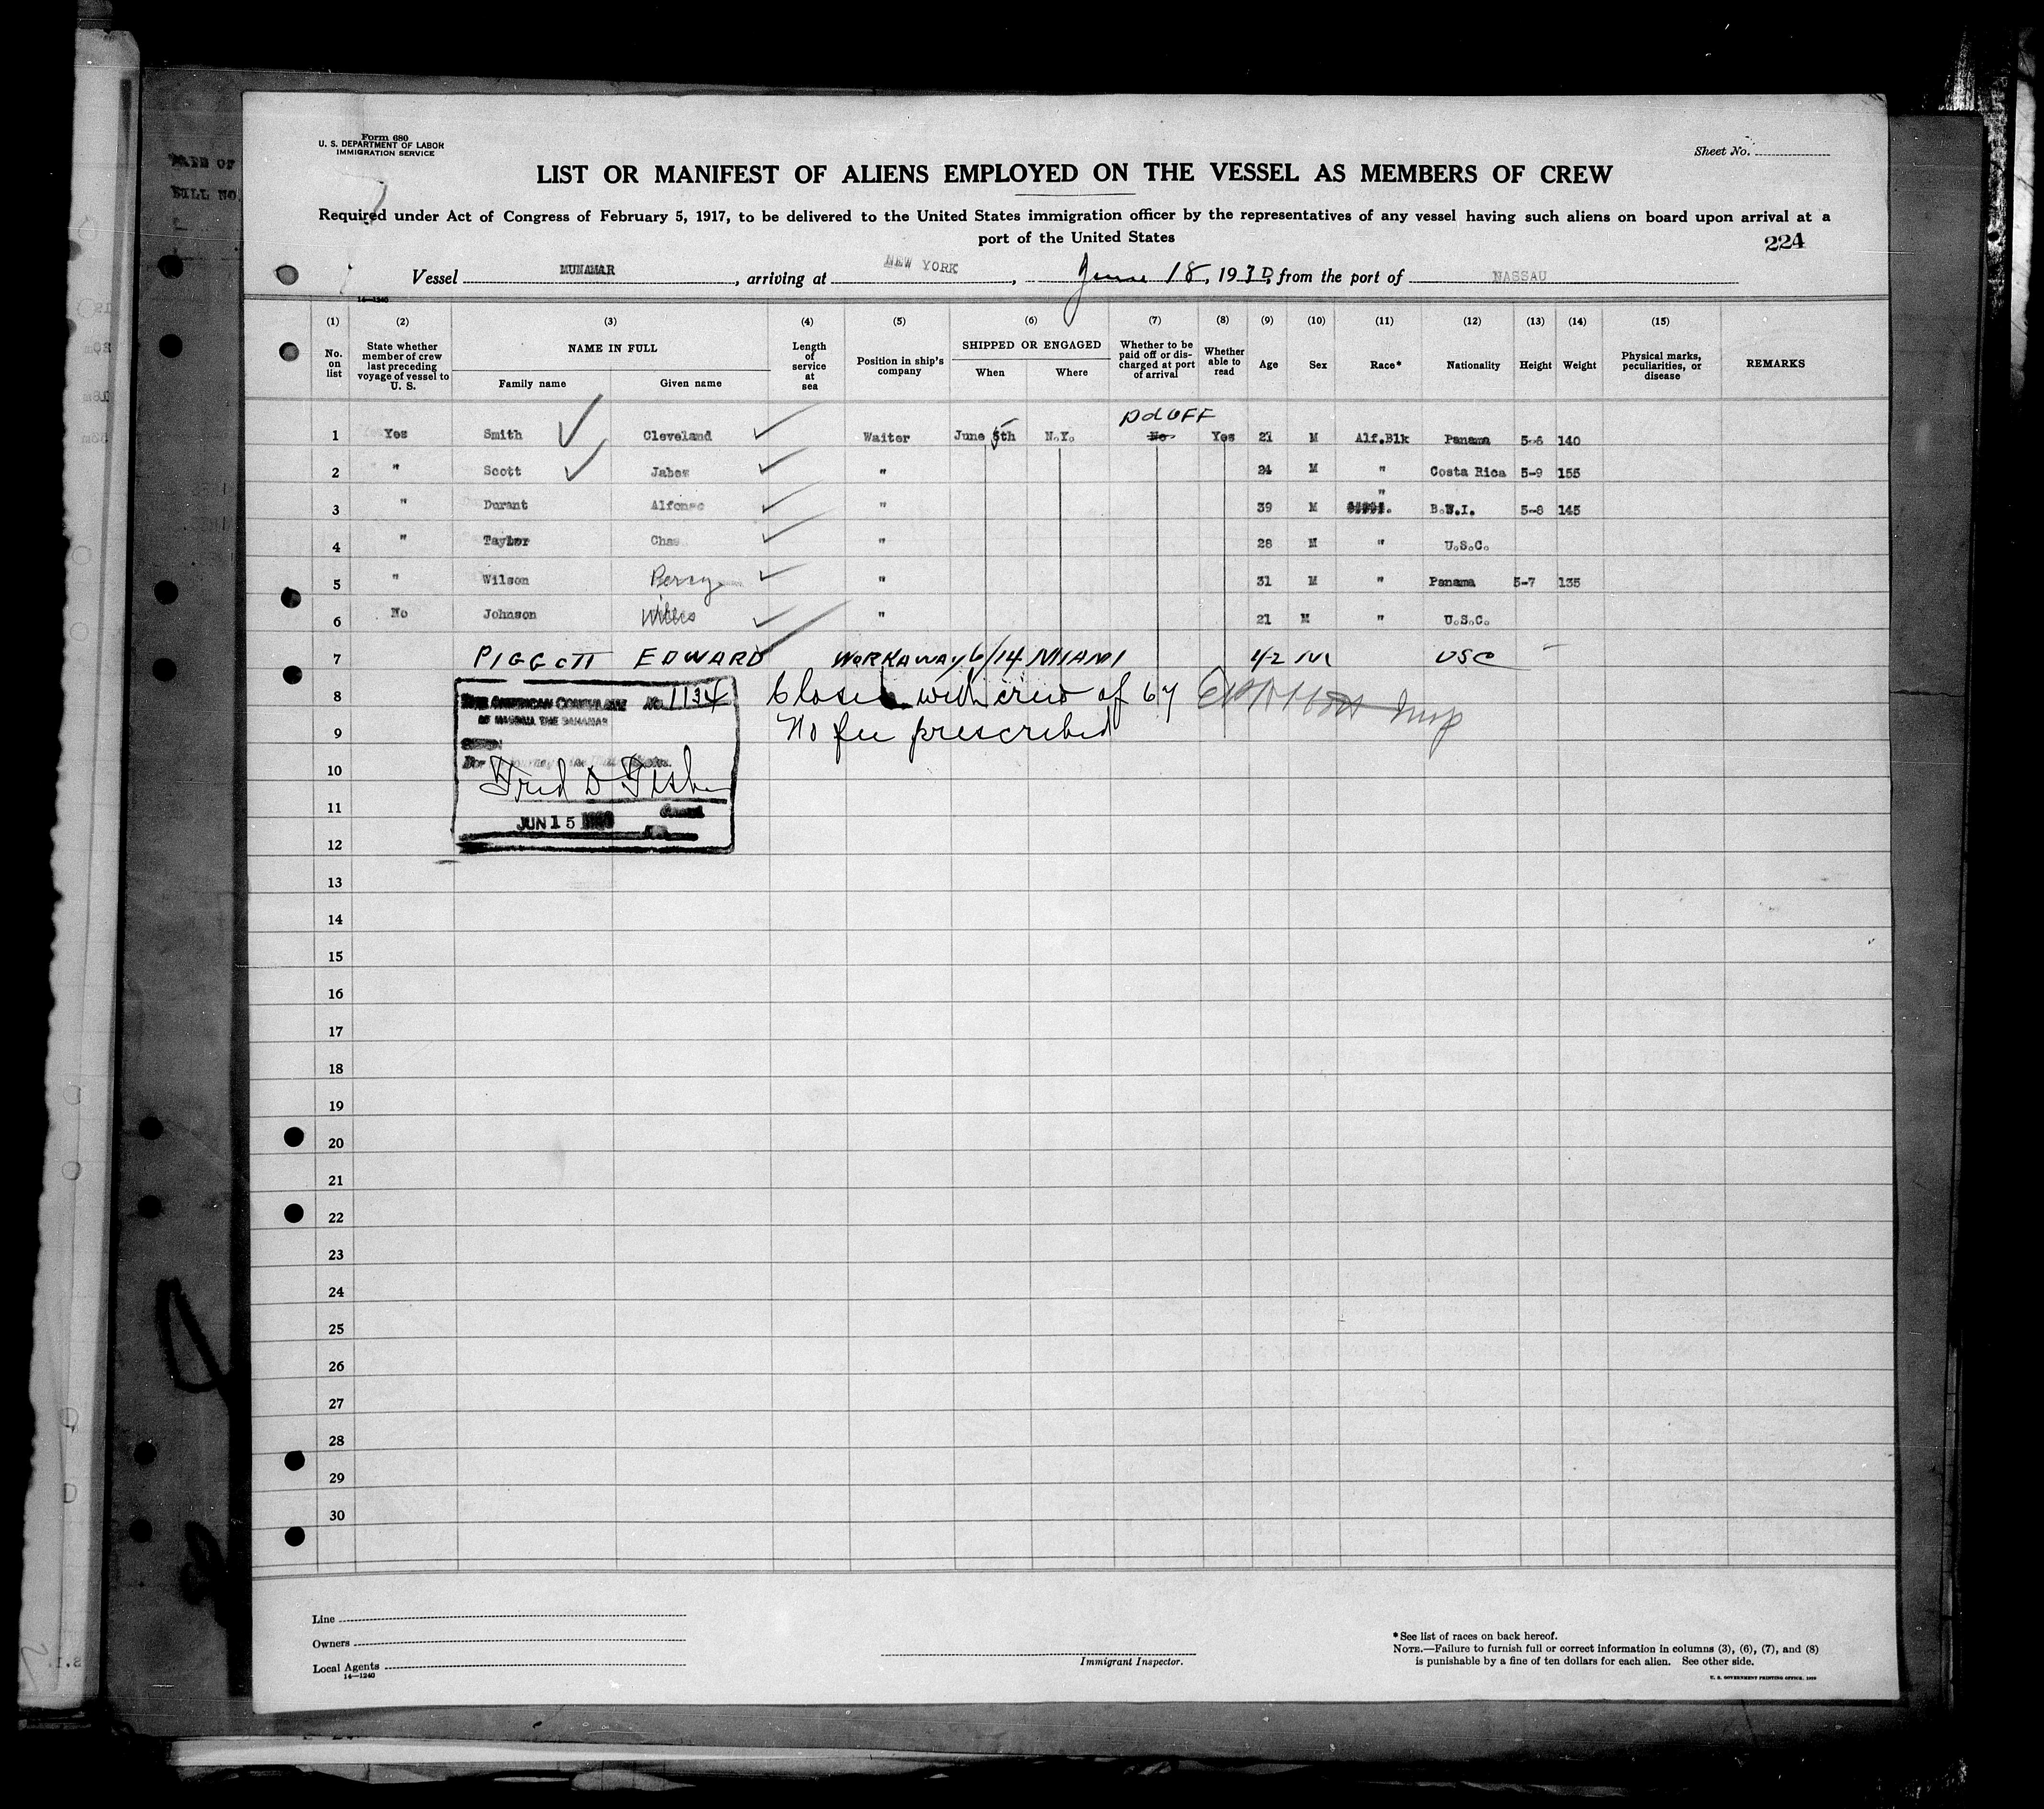 Form 680
U. S. DEPARTMENT OF LABOR
IMMIGRATION SERVICE
Sheet No.
LIST OR MANIFEST OF ALIENS EMPLOYED ON THE VESSEL AS MEMBERS OF CREW
Required under Act of Congress of February 5, 1917, to be delivered to the United States immigration officer by the representatives of any vessel having such aliens on board upon arrival at a
port of the United States
224
Vessel MUNAMAR, arriving at NEW YORK, June 18, 1930, from the port of NASSAU
14—1240
(1) (2) (3) (4) (5) (6) (7) (8) (9) (10) (11) (12) (13) (14) (15)
No. on list State whether member of crew last preceding voyage of vessel to U. S. NAME IN FULL Family name Given name Length of service at sea Position in ship's company SHIPPED OR ENGAGED When Where Whether to be paid off or discharged at port of arrival Whether able to read Age Sex Race* Nationality Height Weight Physical marks, peculiarities, or disease REMARKS
Pd OFF
1 Yes Smith Cleveland Waiter June 5th N.Y. No Yes 21 M Alf.Blk Panama 5-6 140
2 " Scott Jabez " 24 M " Costa Rica 5-9 155
3 " Durant Alfonso " 39 M " B.W.I. 5-8 145
4 " Taylor Chas " 28 M " U.S.C.
5 " Wilson Percy " 31 M " Panama 5-7 135
6 No Johnson " 21 M " U.S.C.
7 PIGGOTT EDWARD WORKAWAY 6/14 MIAMI 42 M USC
8 No. 1134 Closed with crew of 67 Insp
9 No fee prescribed
10
Fred D Fisher
11
JUN 15
12
13
14
15
16
17
18
19
20
21
22
23
24
25
26
27
28
29
30
Line
Owners
Local Agents
14—1240
Immigrant Inspector.
* See list of races on back hereof.
NOTE.—Failure to furnish full or correct information in columns (3), (6), (7), and (8)
is punishable by a fine of ten dollars for each alien. See other side.